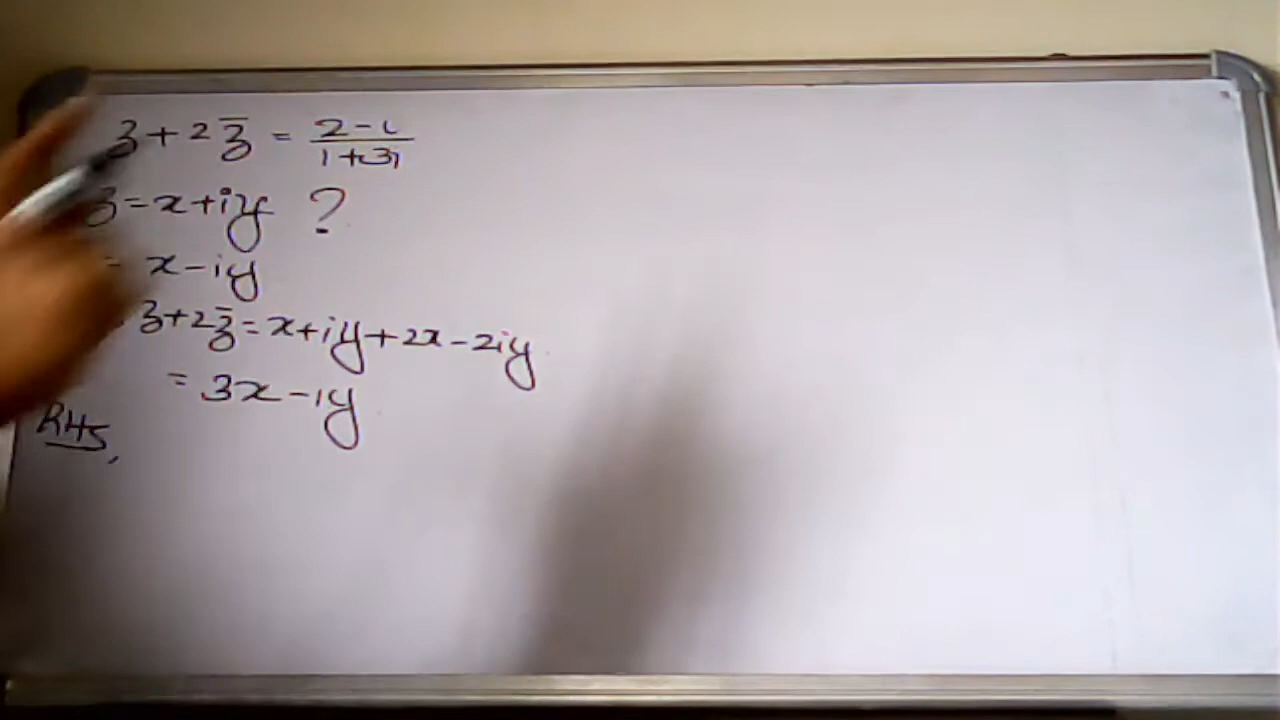 z + 2z̄ = (2-i)/(1+3i)
z = x+iy ?
= x-iy
z+2z̄ = x+iy+2x-2iy
= 3x-iy
RHS,